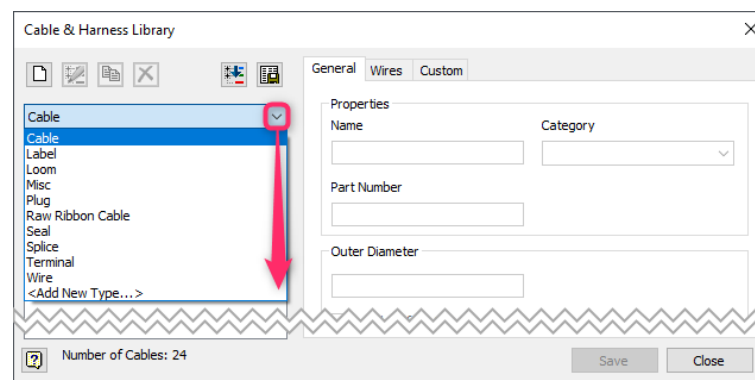 Cable & Harness Library
General Wires Custom
Cable
Cable
Label
Loom
Misc
Plug
Raw Ribbon Cable
Seal
Splice
Terminal
Wire
<Add New Type...>
Properties
Name Category
Part Number
Outer Diameter
Number of Cables: 24
Save Close